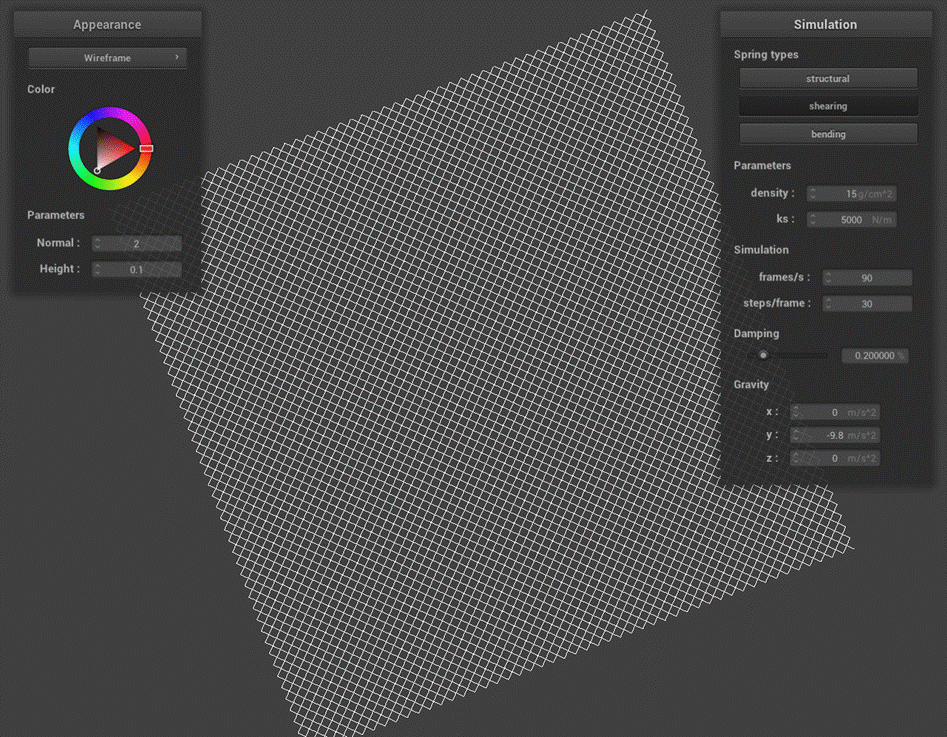 Appearance
Wireframe
Color
Parameters
Normal : 2
Height : 0.1
Simulation
Spring types
structural
shearing
bending
Parameters
density : 15 g/cm^2
ks : 5000 N/m
Simulation
frames/s : 90
steps/frame : 30
Damping
0.200000 %
Gravity
x : 0 m/s^2
y : -9.8 m/s^2
z : 0 m/s^2